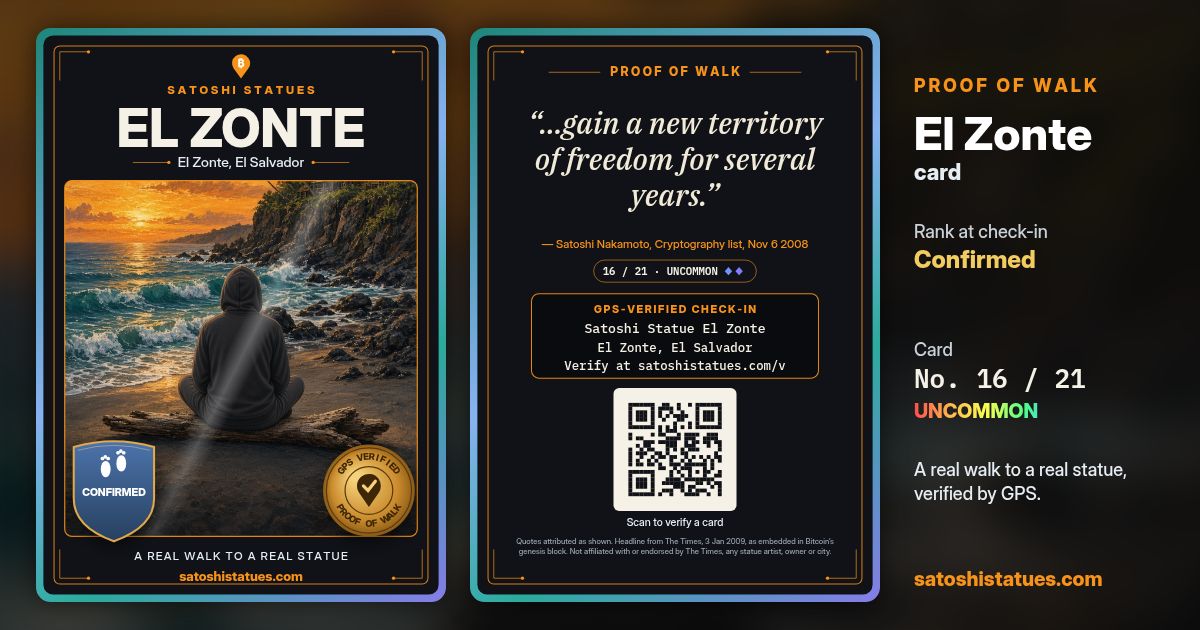 ₿
SATOSHI STATUES
EL ZONTE
El Zonte, El Salvador
CONFIRMED
GPS VERIFIED
PROOF OF WALK
A REAL WALK TO A REAL STATUE
satoshistatues.com
PROOF OF WALK
“…gain a new territory
of freedom for several
years.”
— Satoshi Nakamoto, Cryptography list, Nov 6 2008
16 / 21 · UNCOMMON ◆◆
GPS-VERIFIED CHECK-IN
Satoshi Statue El Zonte
El Zonte, El Salvador
Verify at satoshistatues.com/v
Scan to verify a card
Quotes attributed as shown. Headline from The Times, 3 Jan 2009, as embedded in Bitcoin's
genesis block. Not affiliated with or endorsed by The Times, any statue artist, owner or city.
PROOF OF WALK
El Zonte
card
Rank at check-in
Confirmed
Card
No. 16 / 21
UNCOMMON
A real walk to a real statue,
verified by GPS.
satoshistatues.com